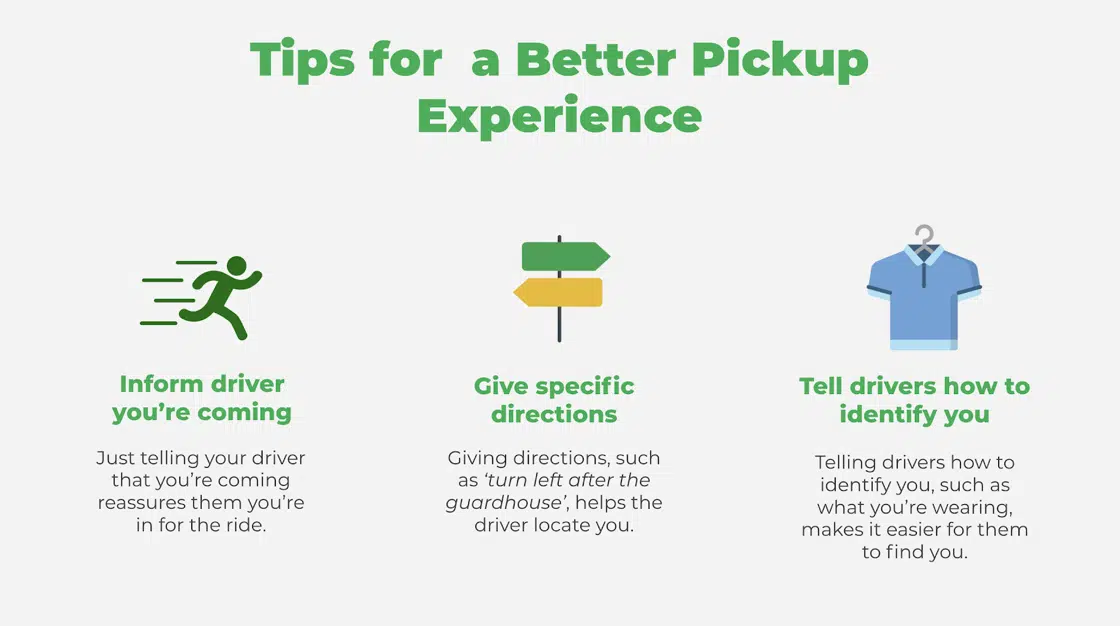 Tips for  a Better Pickup
Experience
Inform driver
you’re coming
Just telling your driver
that you’re coming
reassures them you’re
in for the ride.
Give specific
directions
Giving directions, such
as ‘turn left after the
guardhouse’, helps the
driver locate you.
Tell drivers how to
identify you
Telling drivers how to
identify you, such as
what you’re wearing,
makes it easier for them
to find you.